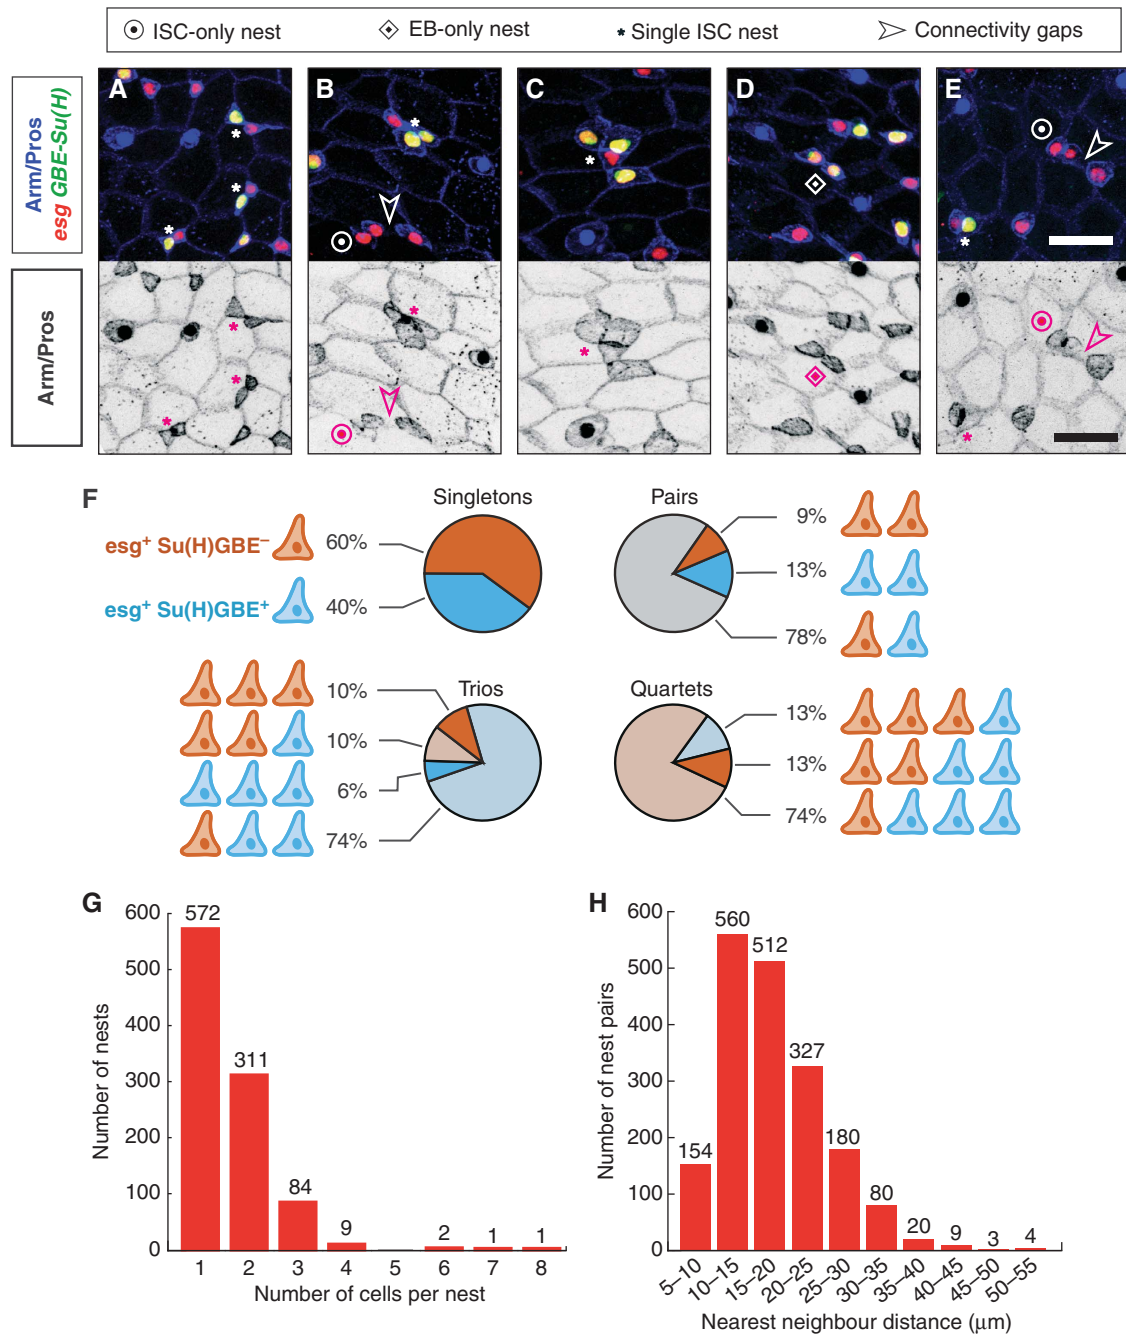 ISC-only nest
EB-only nest
* Single ISC nest
Connectivity gaps
Arm/Pros
esg GBE-Su(H)
A
B
C
D
E
Arm/Pros
F
Singletons
esg+ Su(H)GBE−
60%
esg+ Su(H)GBE+
40%
Pairs
9%
13%
78%
Trios
10%
10%
6%
74%
Quartets
13%
13%
74%
G
Number of nests
600
500
400
300
200
100
0
572
311
84
9
2
1
1
1 2 3 4 5 6 7 8
Number of cells per nest
H
Number of nest pairs
600
500
400
300
200
100
0
154
560
512
327
180
80
20
9
3
4
5–10 10–15 15–20 20–25 25–30 30–35 35–40 40–45 45–50 50–55
Nearest neighbour distance (μm)